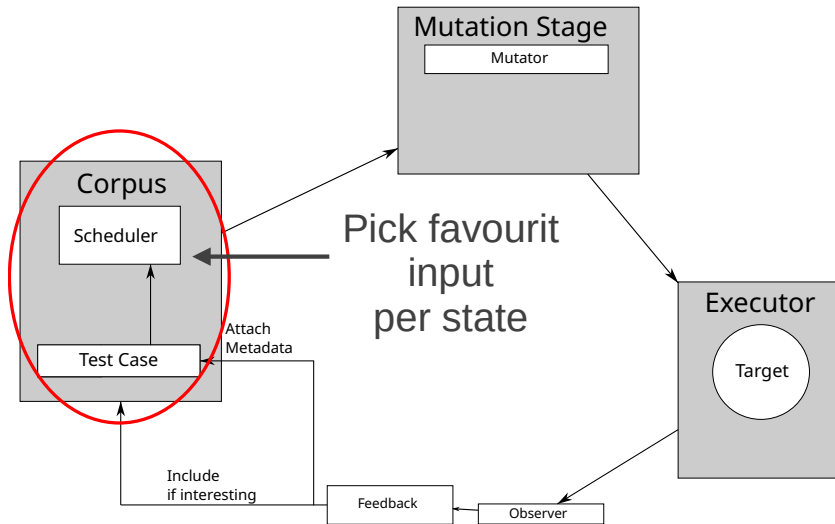 Mutation Stage
Mutator
Corpus
Scheduler
Pick favourit
input
per state
Executor
Target
Attach
Metadata
Test Case
Include
if interesting
Feedback
Observer